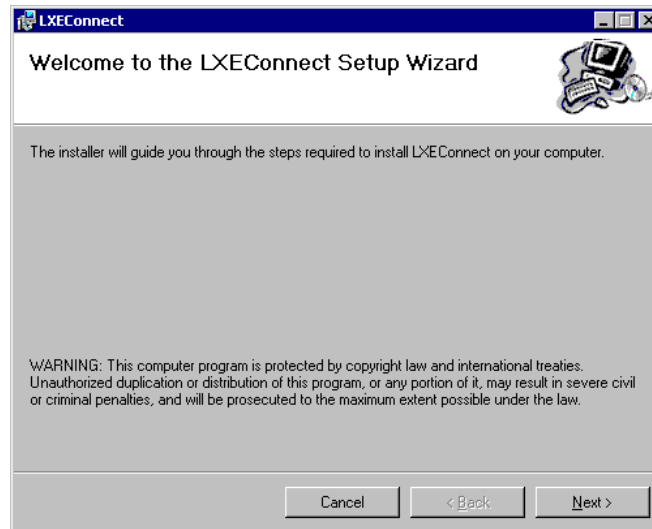 LXEConnect
Welcome to the LXEConnect Setup Wizard
The installer will guide you through the steps required to install LXEConnect on your computer.
WARNING: This computer program is protected by copyright law and international treaties.
Unauthorized duplication or distribution of this program, or any portion of it, may result in severe civil
or criminal penalties, and will be prosecuted to the maximum extent possible under the law.
Cancel
< Back
Next >